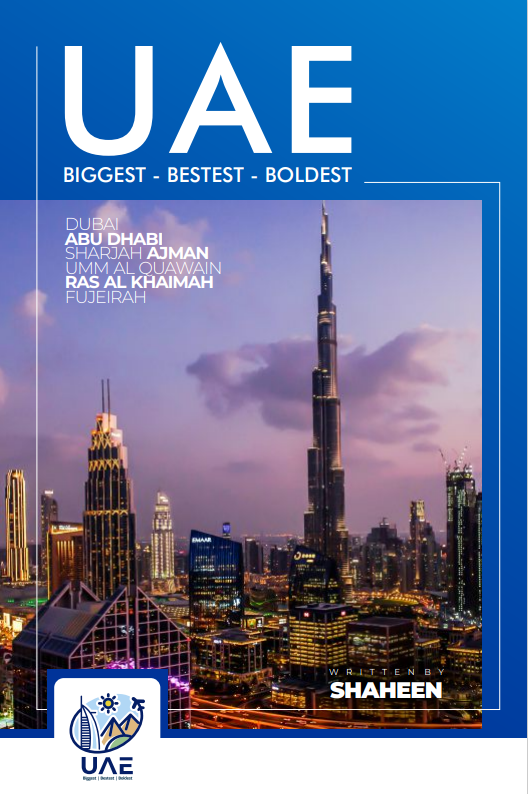 UAE
BIGGEST - BESTEST - BOLDEST
DUBAI
ABU DHABI
SHARJAH AJMAN
UMM AL QUAWAIN
RAS AL KHAIMAH
FUJEIRAH
EMAAR
WRITTEN BY
SHAHEEN
UAE
Biggest | Bestest | Boldest